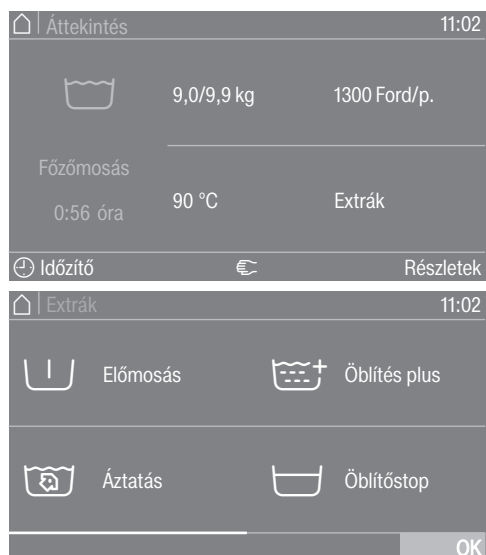 Áttekintés 11:02
9,0/9,9 kg 1300 Ford/p.
Főzőmosás
0:56 óra
90 °C Extrák
Időzítő Részletek
Extrák 11:02
Előmosás Öblítés plus
Áztatás Öblítőstop
OK